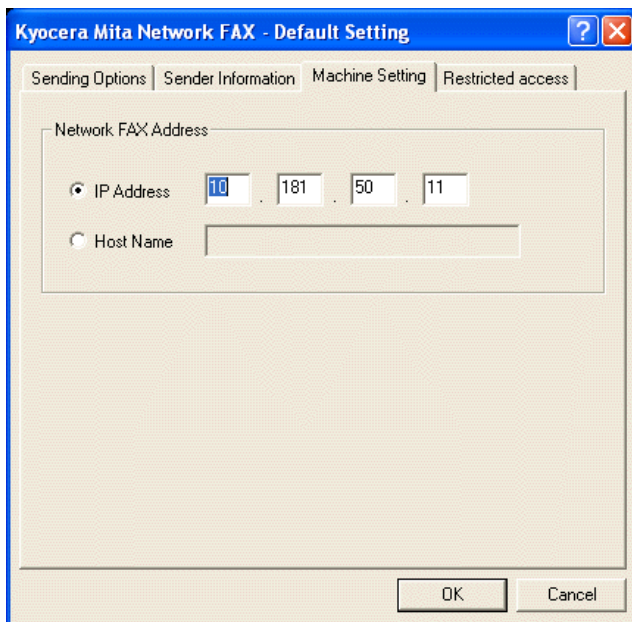 Kyocera Mita Network FAX - Default Setting
Sending Options Sender Information Machine Setting Restricted access
Network FAX Address
IP Address 10 . 181 . 50 . 11
Host Name
OK Cancel